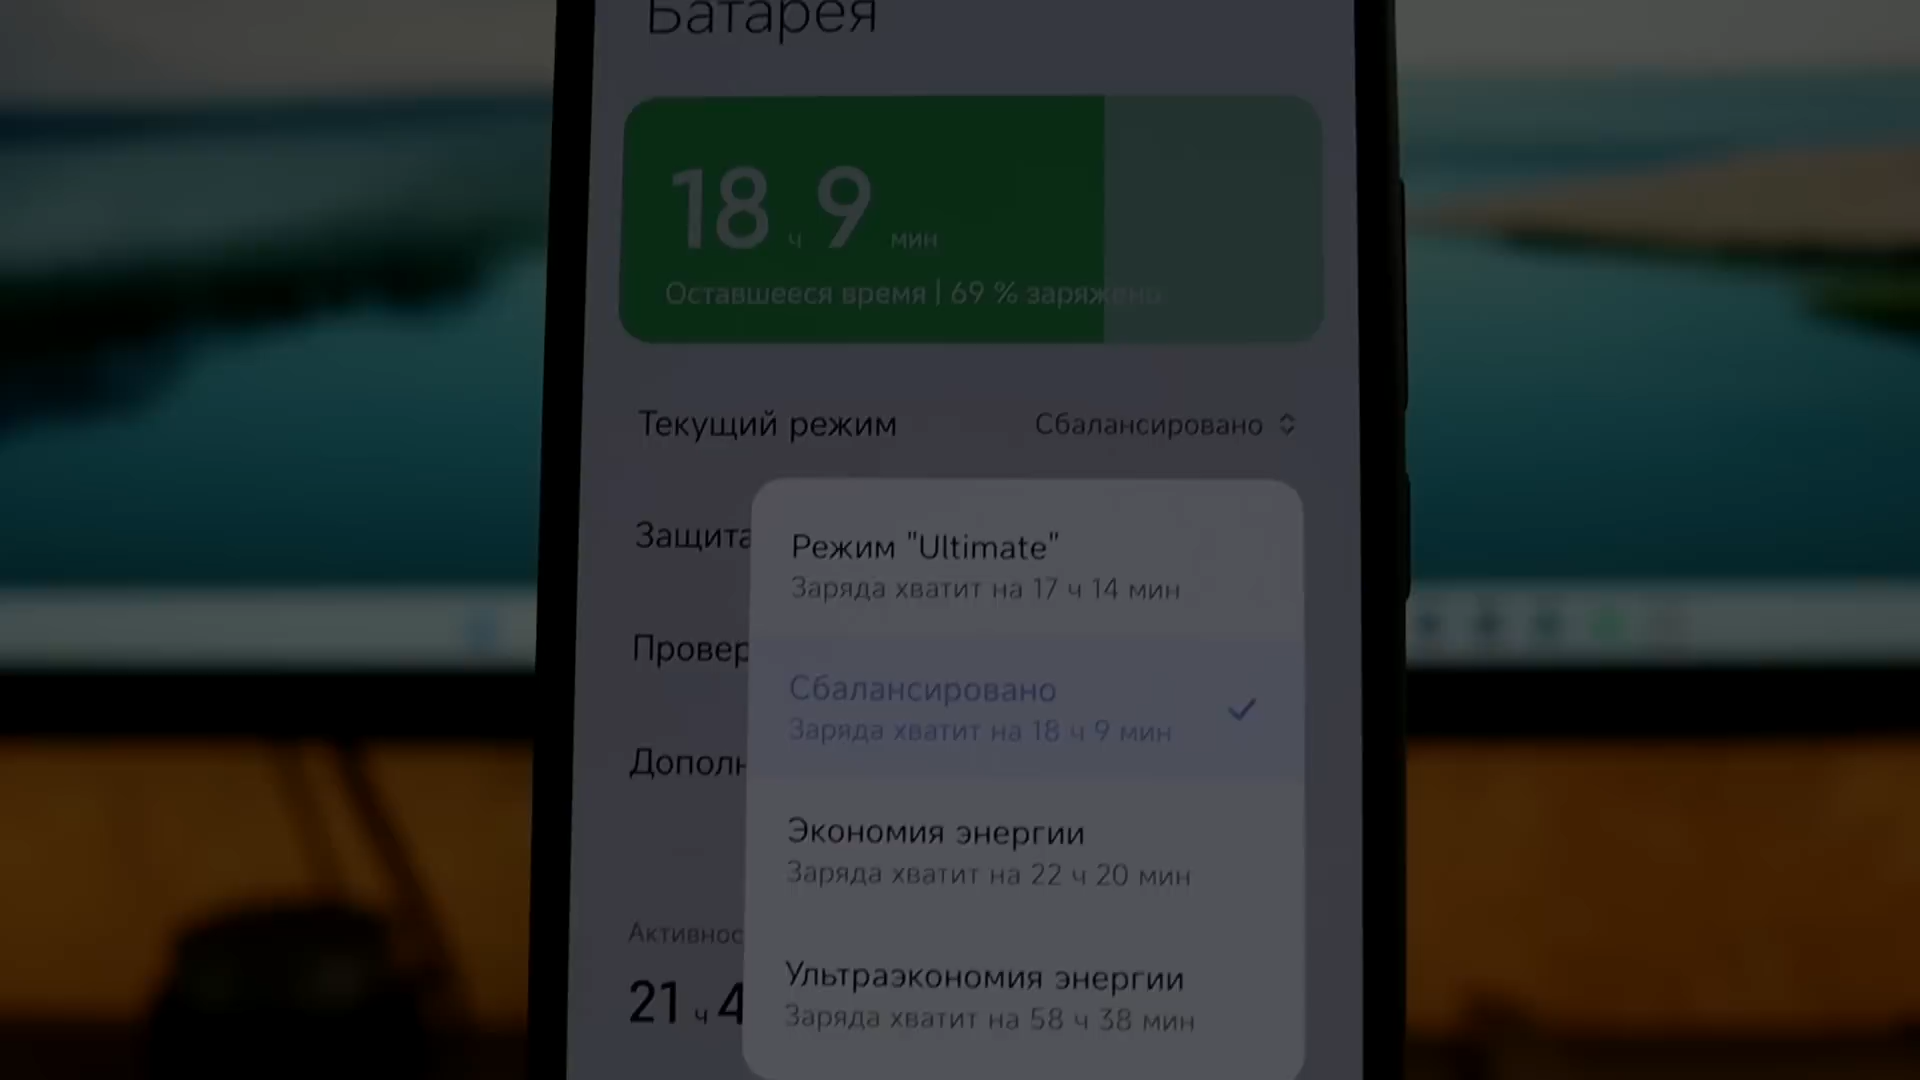 Батарея
18 ч 9 мин
Оставшееся время | 69 % заряжено
Текущий режим
Сбалансировано
Защита
Режим "Ultimate"
Заряда хватит на 17 ч 14 мин
Провер
Сбалансировано
Заряда хватит на 18 ч 9 мин
Дополн
Экономия энергии
Заряда хватит на 22 ч 20 мин
Активнос
21 ч 4
Ультраэкономия энергии
Заряда хватит на 58 ч 38 мин